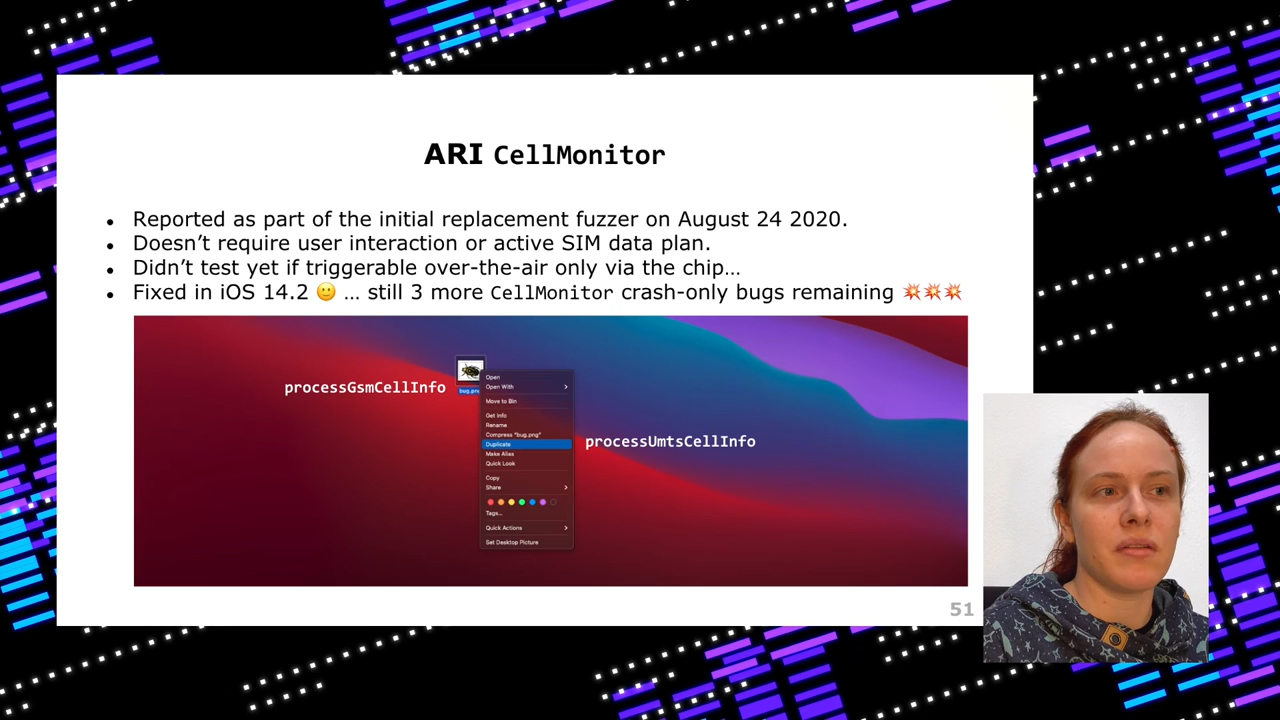 ARI CellMonitor
• Reported as part of the initial replacement fuzzer on August 24 2020.
• Doesn’t require user interaction or active SIM data plan.
• Didn’t test yet if triggerable over-the-air only via the chip…
• Fixed in iOS 14.2 🙂 … still 3 more CellMonitor crash-only bugs remaining 💥💥💥
processGsmCellInfo
bug.png
Open
Open With
Move to Bin
Get Info
Rename
Compress "bug.png"
Duplicate
processUmtsCellInfo
Make Alias
Quick Look
Copy
Share
Tags...
Quick Actions
Set Desktop Picture
51